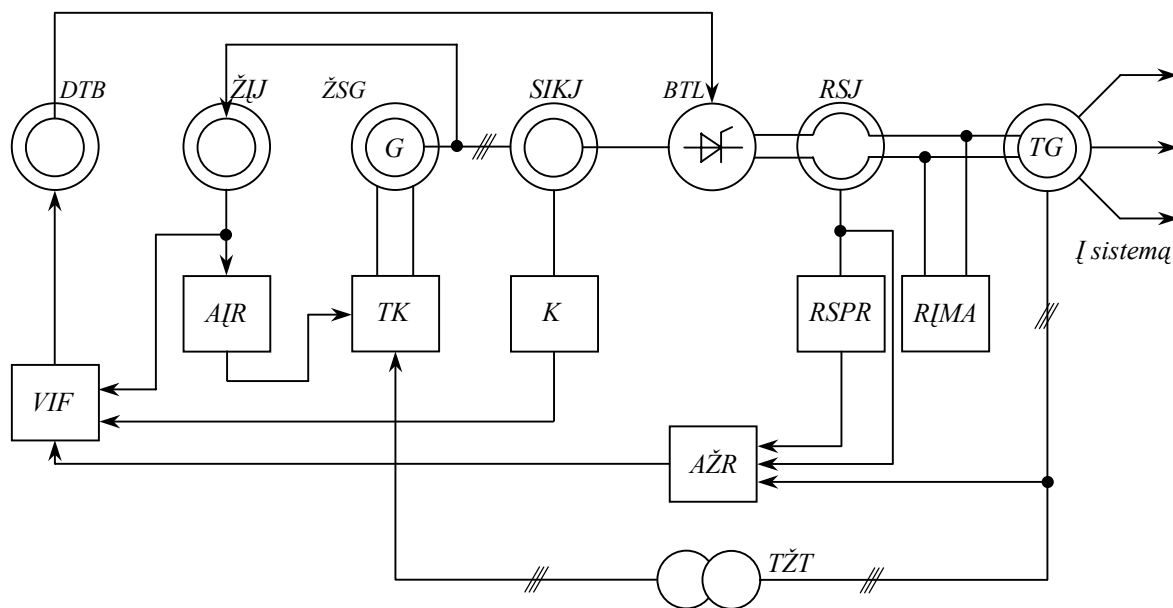 DTB
ŽĮJ
ŽSG
SIKJ
BTL
RSJ
G
TG
Į sistemą
AĮR
TK
K
RSPR
RĮMA
VIF
AŽR
TŽT